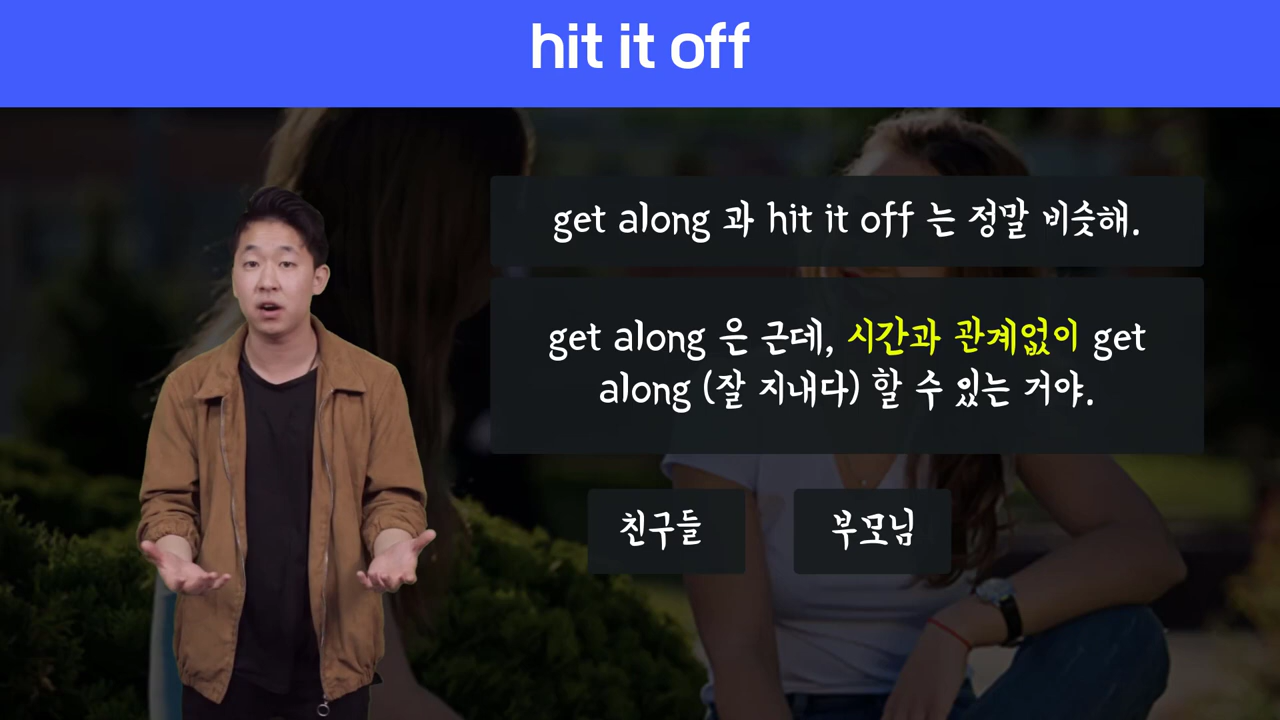 hit it off
get along 과 hit it off 는 정말 비슷해.
get along 은 근데, 시간과 관계없이 get
along (잘 지내다) 할 수 있는 거야.
친구들
부모님